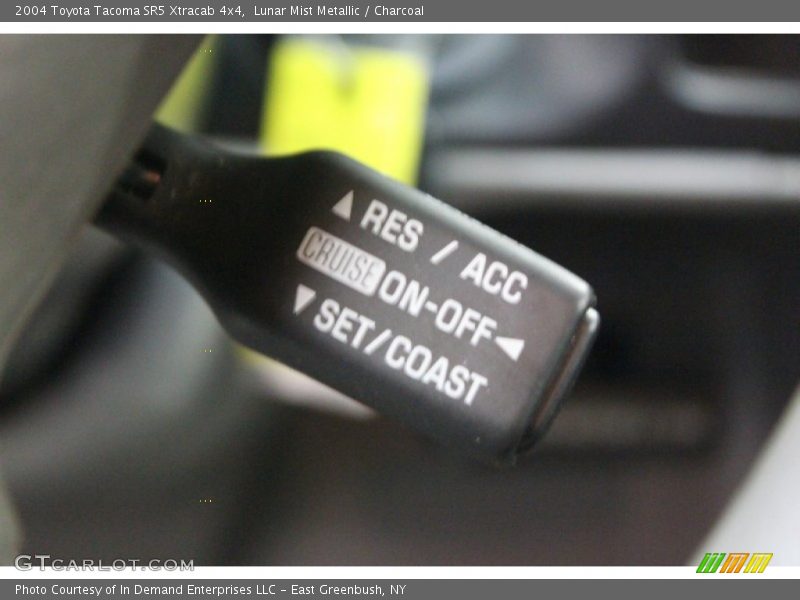 2004 Toyota Tacoma SR5 Xtracab 4x4, Lunar Mist Metallic / Charcoal
▲ RES / ACC
CRUISE ON-OFF ◄
▼ SET/COAST
GTCARLOT.COM
Photo Courtesy of In Demand Enterprises LLC - East Greenbush, NY